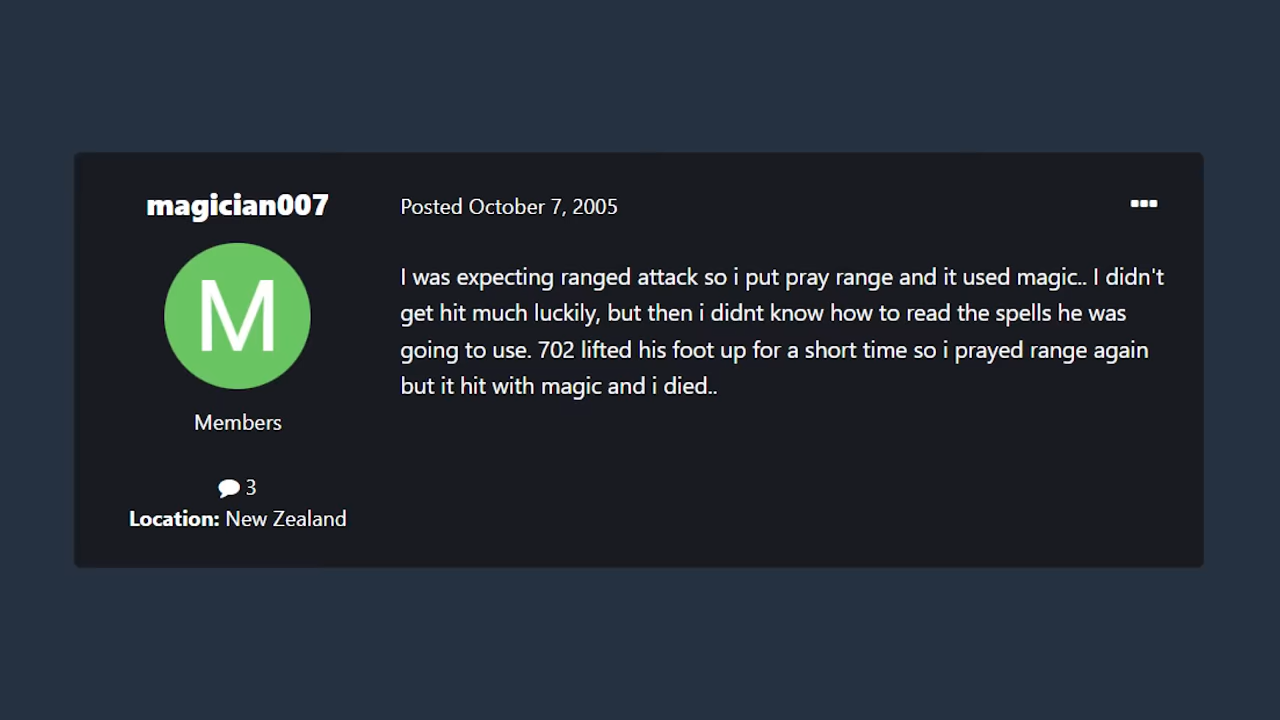 magician007
Posted October 7, 2005
I was expecting ranged attack so i put pray range and it used magic.. I didn't
get hit much luckily, but then i didnt know how to read the spells he was
going to use. 702 lifted his foot up for a short time so i prayed range again
but it hit with magic and i died..
M
Members
3
Location: New Zealand